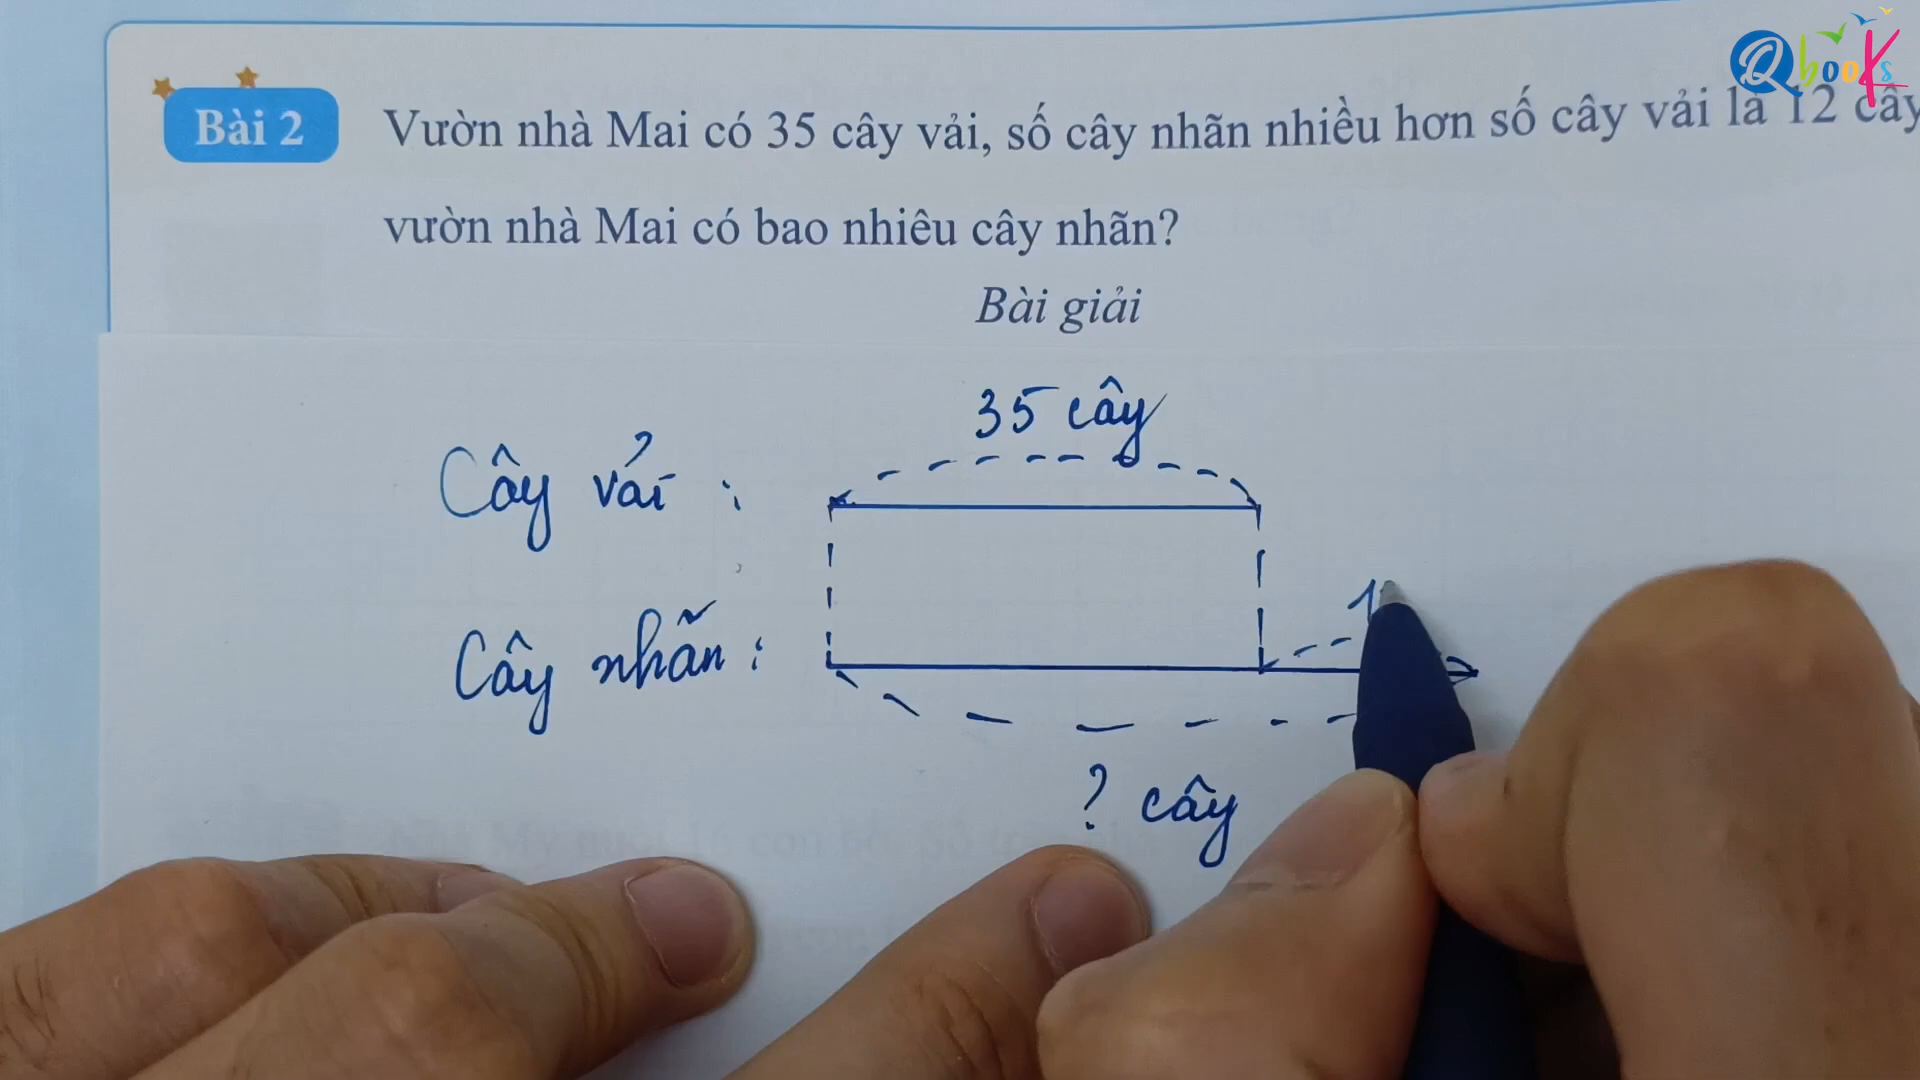 Qbooks
Bài 2 Vườn nhà Mai có 35 cây vải, số cây nhãn nhiều hơn số cây vải là 12 cây
vườn nhà Mai có bao nhiêu cây nhãn?
Bài giải
35 cây
Cây vải :
Cây nhãn :
? cây